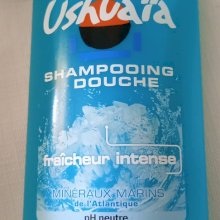 Ushuaïa
SHAMPOOING
DOUCHE
fraîcheur intense
MINÉRAUX MARINS
de l'Atlantique
pH neutre